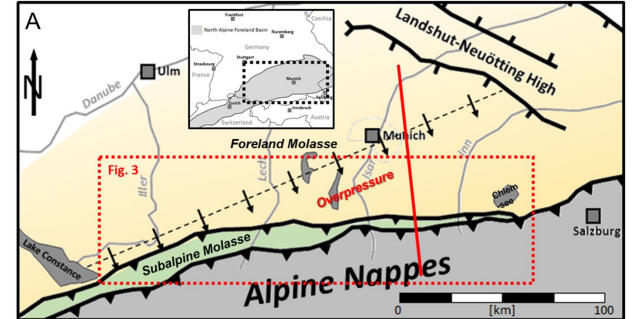 A
N
Frankfurt
Czechia
North Alpine Foreland Basin
Nuremberg
Germany
Strasbourg
Stuttgart
France
Munich
Zurich
Innsbruck
Switzerland
Austria
Landshut-Neuötting High
Ulm
Danube
Foreland Molasse
Munich
Fig. 3
Iller
Lech
Isar
Inn
Overpressure
Chiem
see
Lake Constance
Subalpine Molasse
Salzburg
Alpine Nappes
0
[km]
100